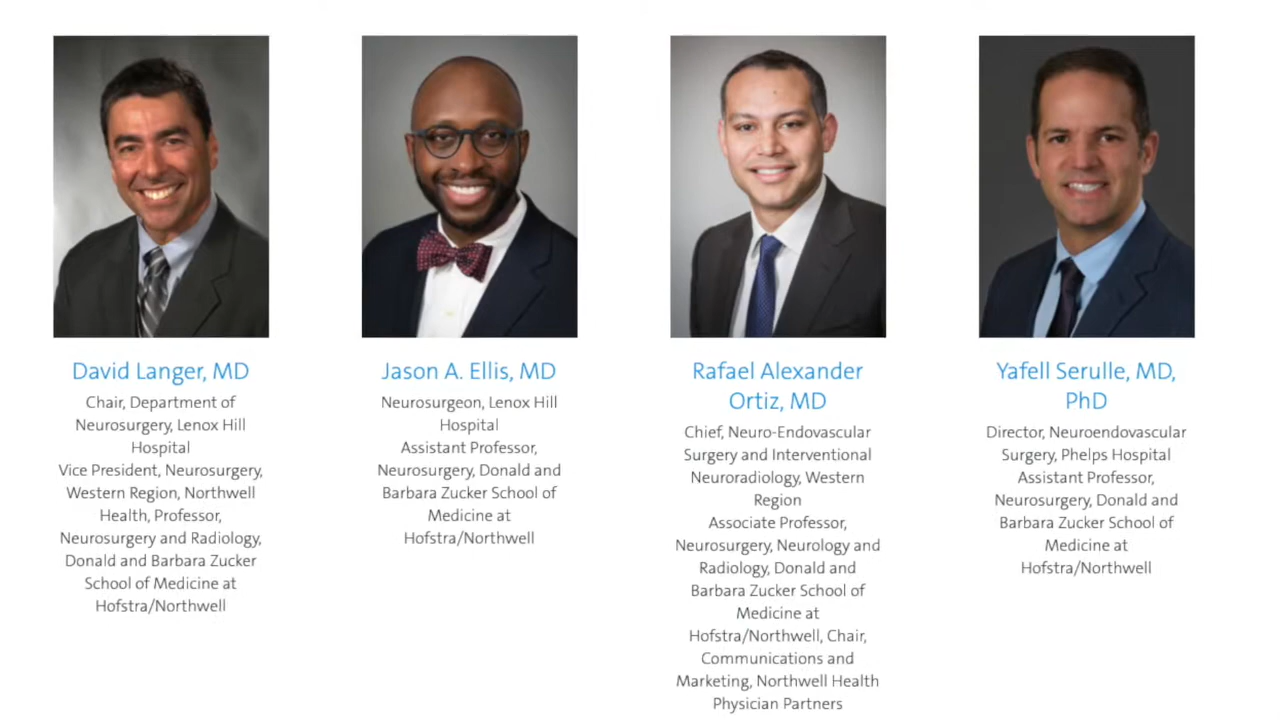 David Langer, MD
Chair, Department of
Neurosurgery, Lenox Hill
Hospital
Vice President, Neurosurgery,
Western Region, Northwell
Health, Professor,
Neurosurgery and Radiology,
Donald and Barbara Zucker
School of Medicine at
Hofstra/Northwell
Jason A. Ellis, MD
Neurosurgeon, Lenox Hill
Hospital
Assistant Professor,
Neurosurgery, Donald and
Barbara Zucker School of
Medicine at
Hofstra/Northwell
Rafael Alexander
Ortiz, MD
Chief, Neuro-Endovascular
Surgery and Interventional
Neuroradiology, Western
Region
Associate Professor,
Neurosurgery, Neurology and
Radiology, Donald and
Barbara Zucker School of
Medicine at
Hofstra/Northwell, Chair,
Communications and
Marketing, Northwell Health
Physician Partners
Yafell Serulle, MD,
PhD
Director, Neuroendovascular
Surgery, Phelps Hospital
Assistant Professor,
Neurosurgery, Donald and
Barbara Zucker School of
Medicine at
Hofstra/Northwell